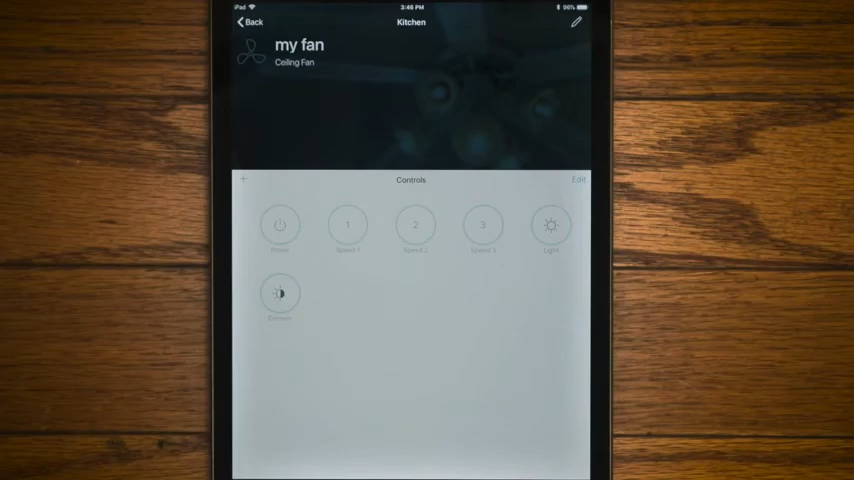 iPad 3:46 PM 96%
Back Kitchen
my fan
Ceiling Fan
+ Controls Edit
1 2 3
Power Speed 1 Speed 2 Speed 3 Light